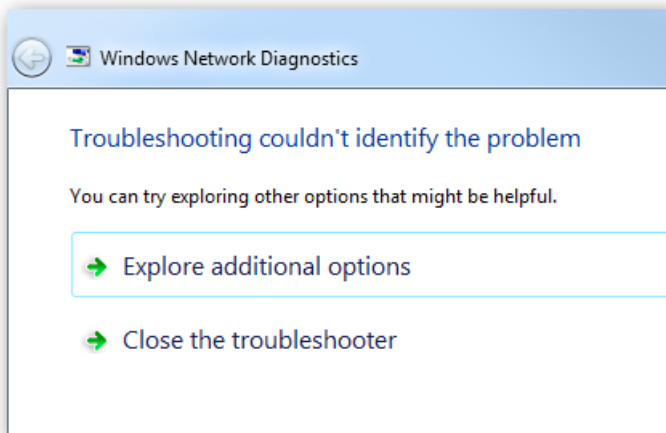 Windows Network Diagnostics
Troubleshooting couldn't identify the problem
You can try exploring other options that might be helpful.
Explore additional options
Close the troubleshooter